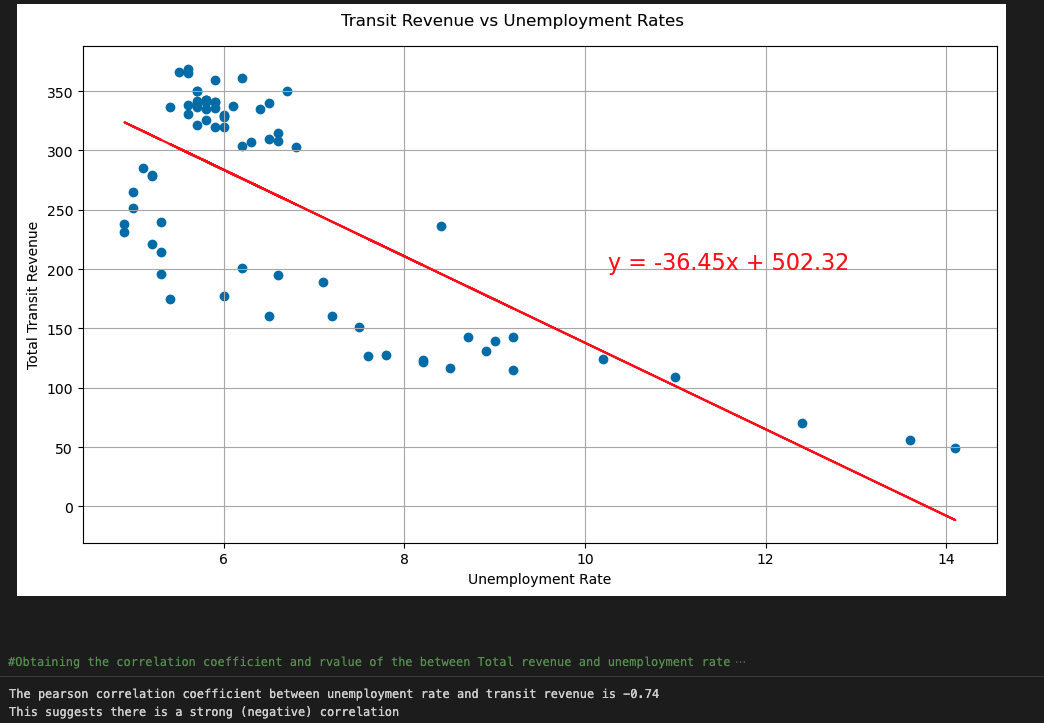 Transit Revenue vs Unemployment Rates
350
300
250
200
150
100
50
0
Total Transit Revenue
y = -36.45x + 502.32
6 8 10 12 14
Unemployment Rate
#Obtaining the correlation coefficient and rvalue of the between Total revenue and unemployment rate ···
The pearson correlation coefficient between unemployment rate and transit revenue is -0.74
This suggests there is a strong (negative) correlation